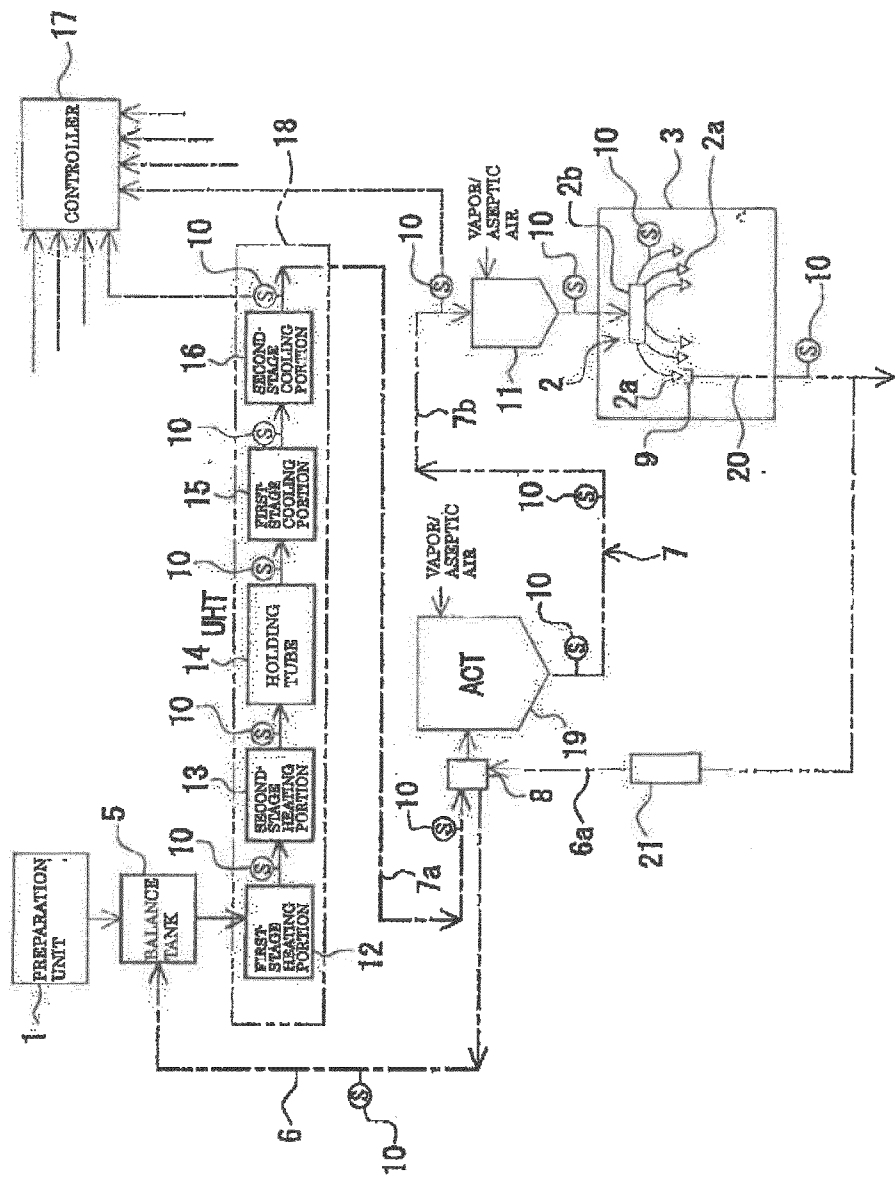 1
PREPARATION
UNIT
5
BALANCE
TANK
17
CONTROLLER
18
UHT
10
FIRST-
STAGE
HEATING
PORTION
12
10
13
SECOND-
STAGE
HEATING
PORTION
10
14
HOLDING
TUBE
10
15
FIRST-
STAGE
COOLING
PORTION
10
16
SECOND-
STAGE
COOLING
PORTION
10
S
S
S
S
S
6
S
10
7a
10
S
8
6a
21
ACT
19
VAPOR/
ASEPTIC
AIR
10
S
7
10
S
7b
10
S
VAPOR/
ASEPTIC
AIR
11
10
S
2
2b
10
S
3
2a
2a
9
20
10
S